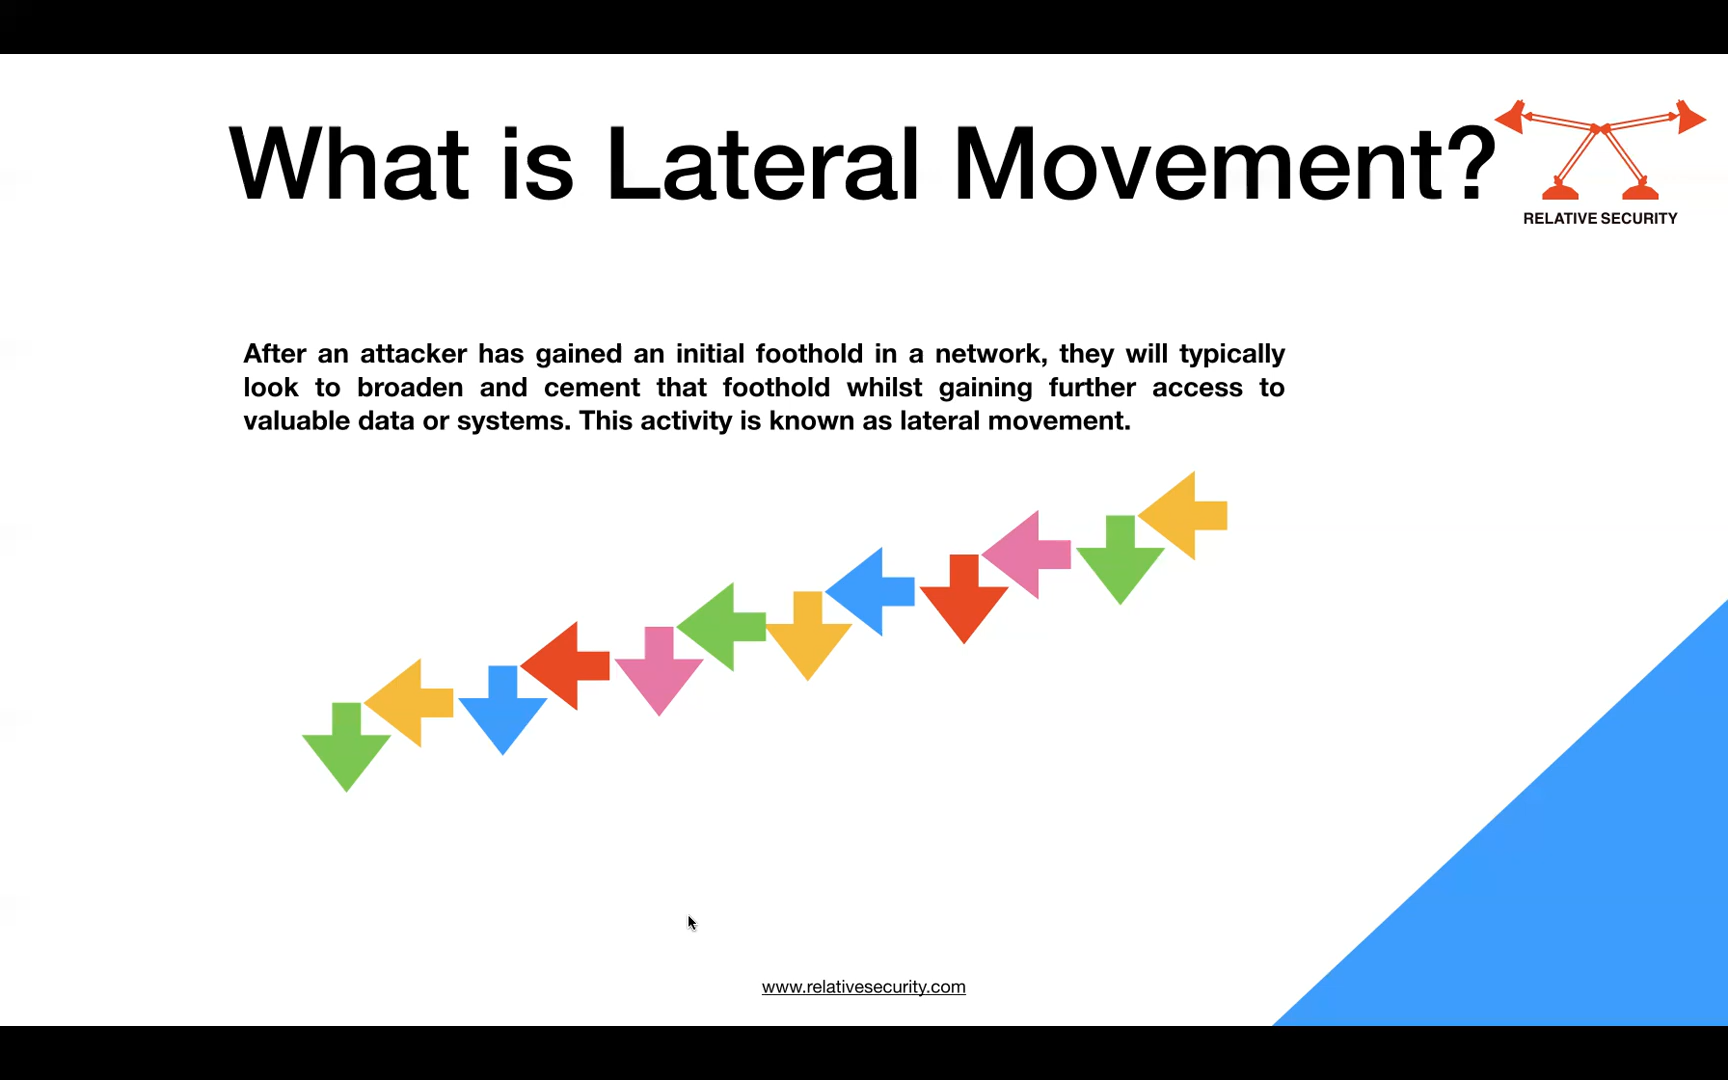 What is Lateral Movement?
RELATIVE SECURITY
After an attacker has gained an initial foothold in a network, they will typically
look to broaden and cement that foothold whilst gaining further access to
valuable data or systems. This activity is known as lateral movement.
www.relativesecurity.com